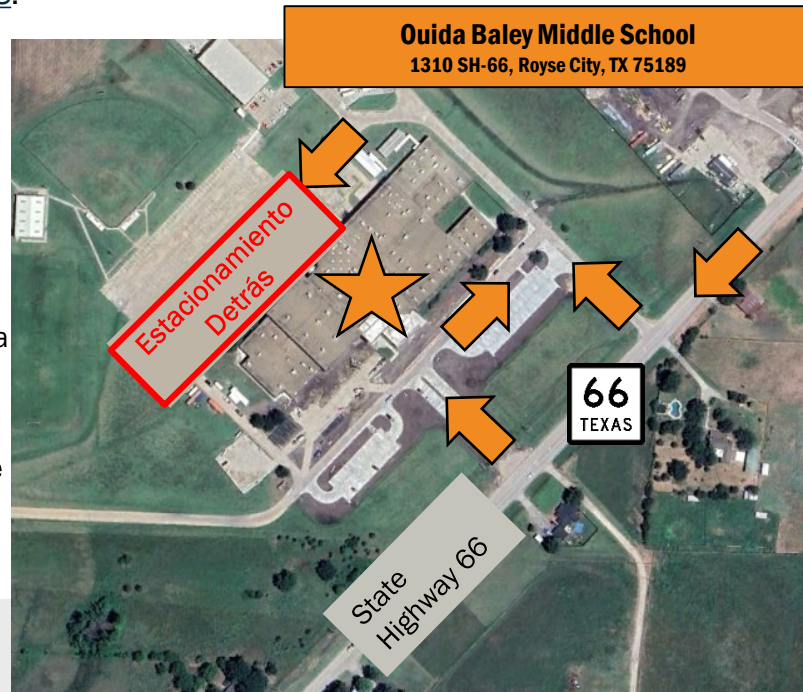 Ouida Baley Middle School
1310 SH-66, Royse City, TX 75189
Estacionamiento
Detrás
66
TEXAS
State
Highway 66
a
e